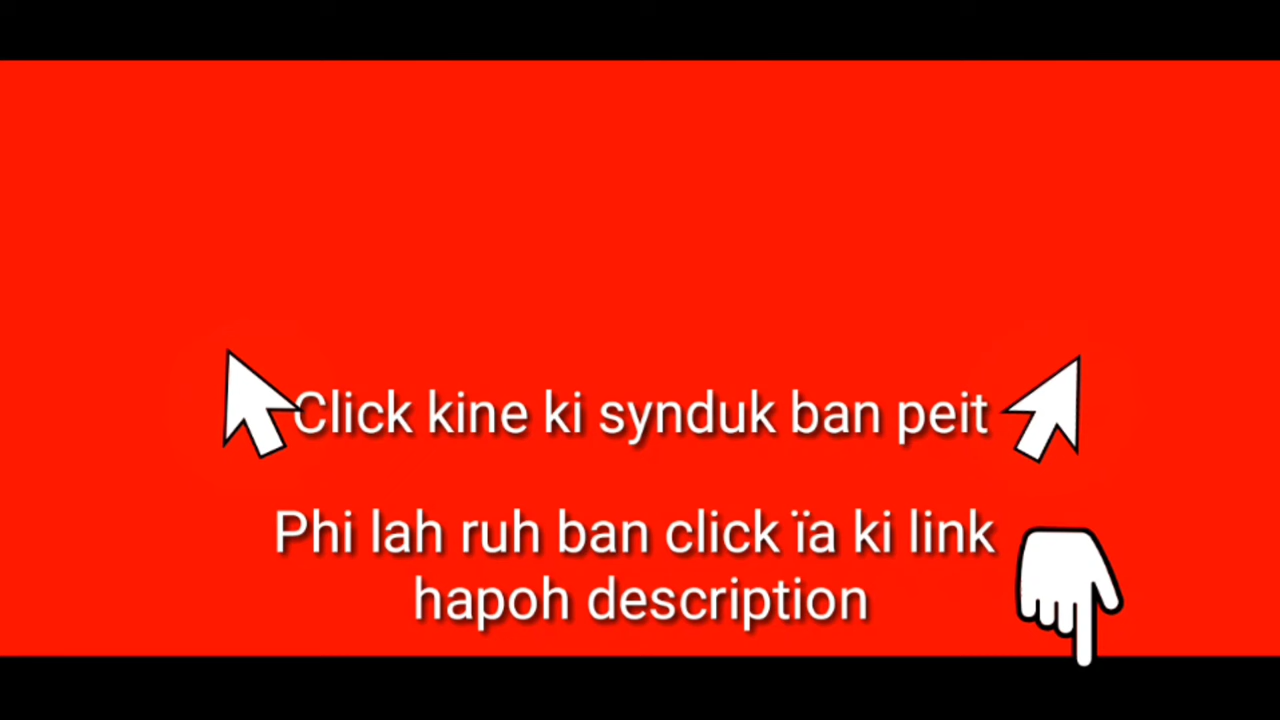 Click kine ki synduk ban peit
Phi lah ruh ban click ïa ki link
hapoh description